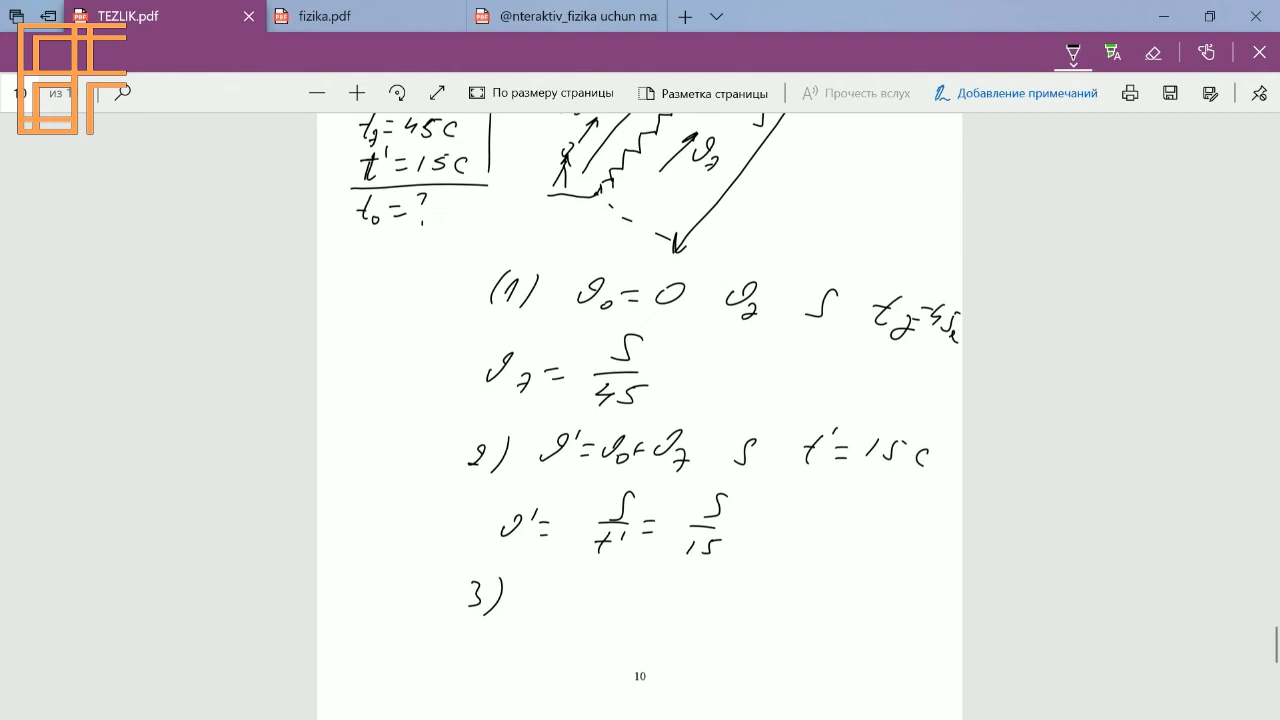 TEZLIK.pdf
fizika.pdf
@nteraktiv_fizika uchun ma
из 1
По размеру страницы
Разметка страницы
Прочесть вслух
Добавление примечаний
t₂=45c
t'=15c
t₀=?
ϑ₂
S
(1) ϑ₀=0 ϑ₂ S t₂=45c
ϑ₂=S/45
2) ϑ'=ϑ₀+ϑ₂ S t'=15c
ϑ'=S/t'=S/15
3)
10